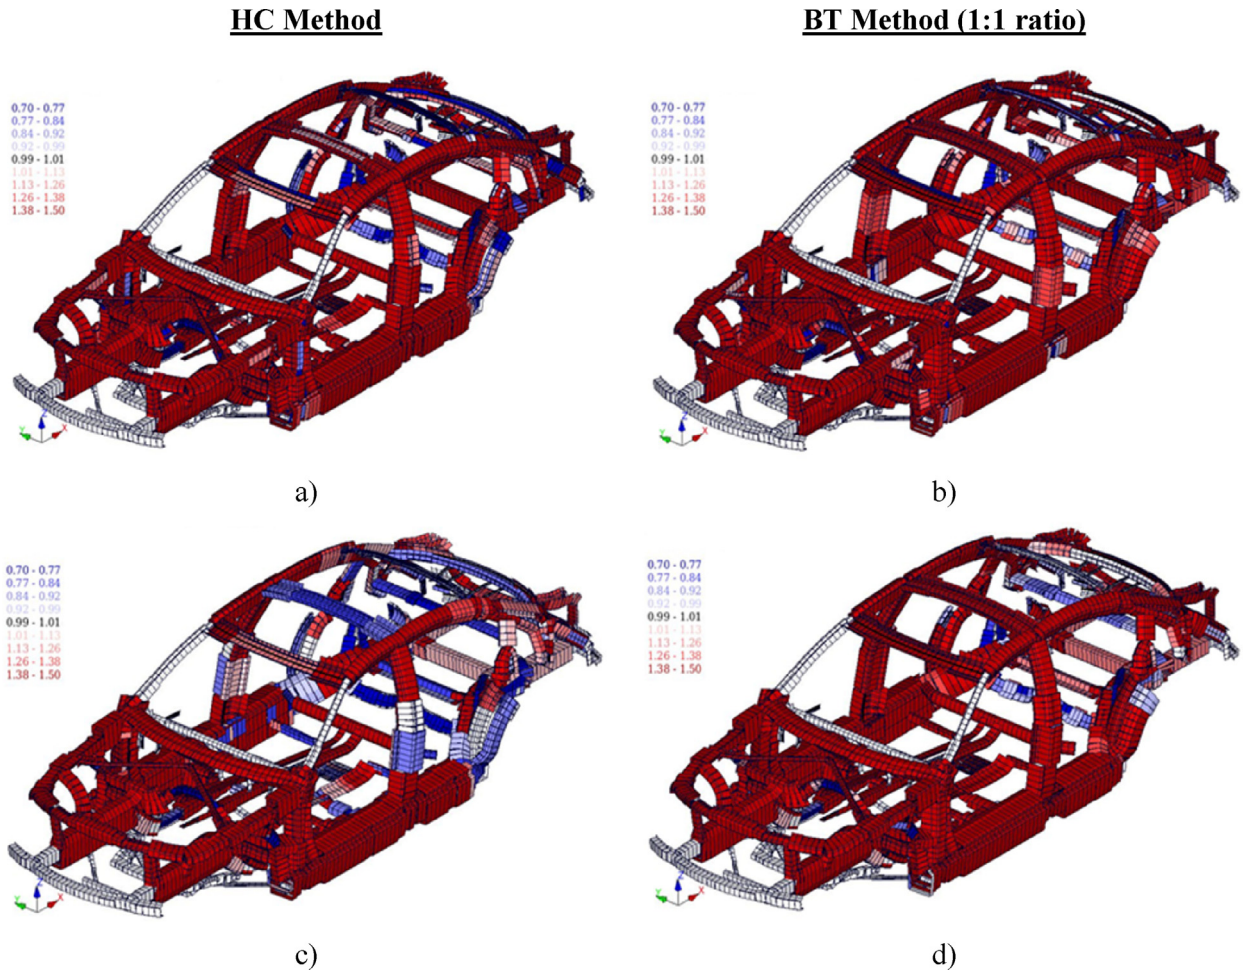 HC Method
BT Method (1:1 ratio)
0.70 - 0.77
0.77 - 0.84
0.84 - 0.92
0.92 - 0.99
0.99 - 1.01
1.01 - 1.13
1.13 - 1.26
1.26 - 1.38
1.38 - 1.50
0.70 - 0.77
0.77 - 0.84
0.84 - 0.92
0.92 - 0.99
0.99 - 1.01
1.01 - 1.13
1.13 - 1.26
1.26 - 1.38
1.38 - 1.50
Y Z X
Y Z X
a)
b)
0.70 - 0.77
0.77 - 0.84
0.84 - 0.92
0.92 - 0.99
0.99 - 1.01
1.01 - 1.13
1.13 - 1.26
1.26 - 1.38
1.38 - 1.50
0.70 - 0.77
0.77 - 0.84
0.84 - 0.92
0.92 - 0.99
0.99 - 1.01
1.01 - 1.13
1.13 - 1.26
1.26 - 1.38
1.38 - 1.50
Y Z X
Y Z X
c)
d)